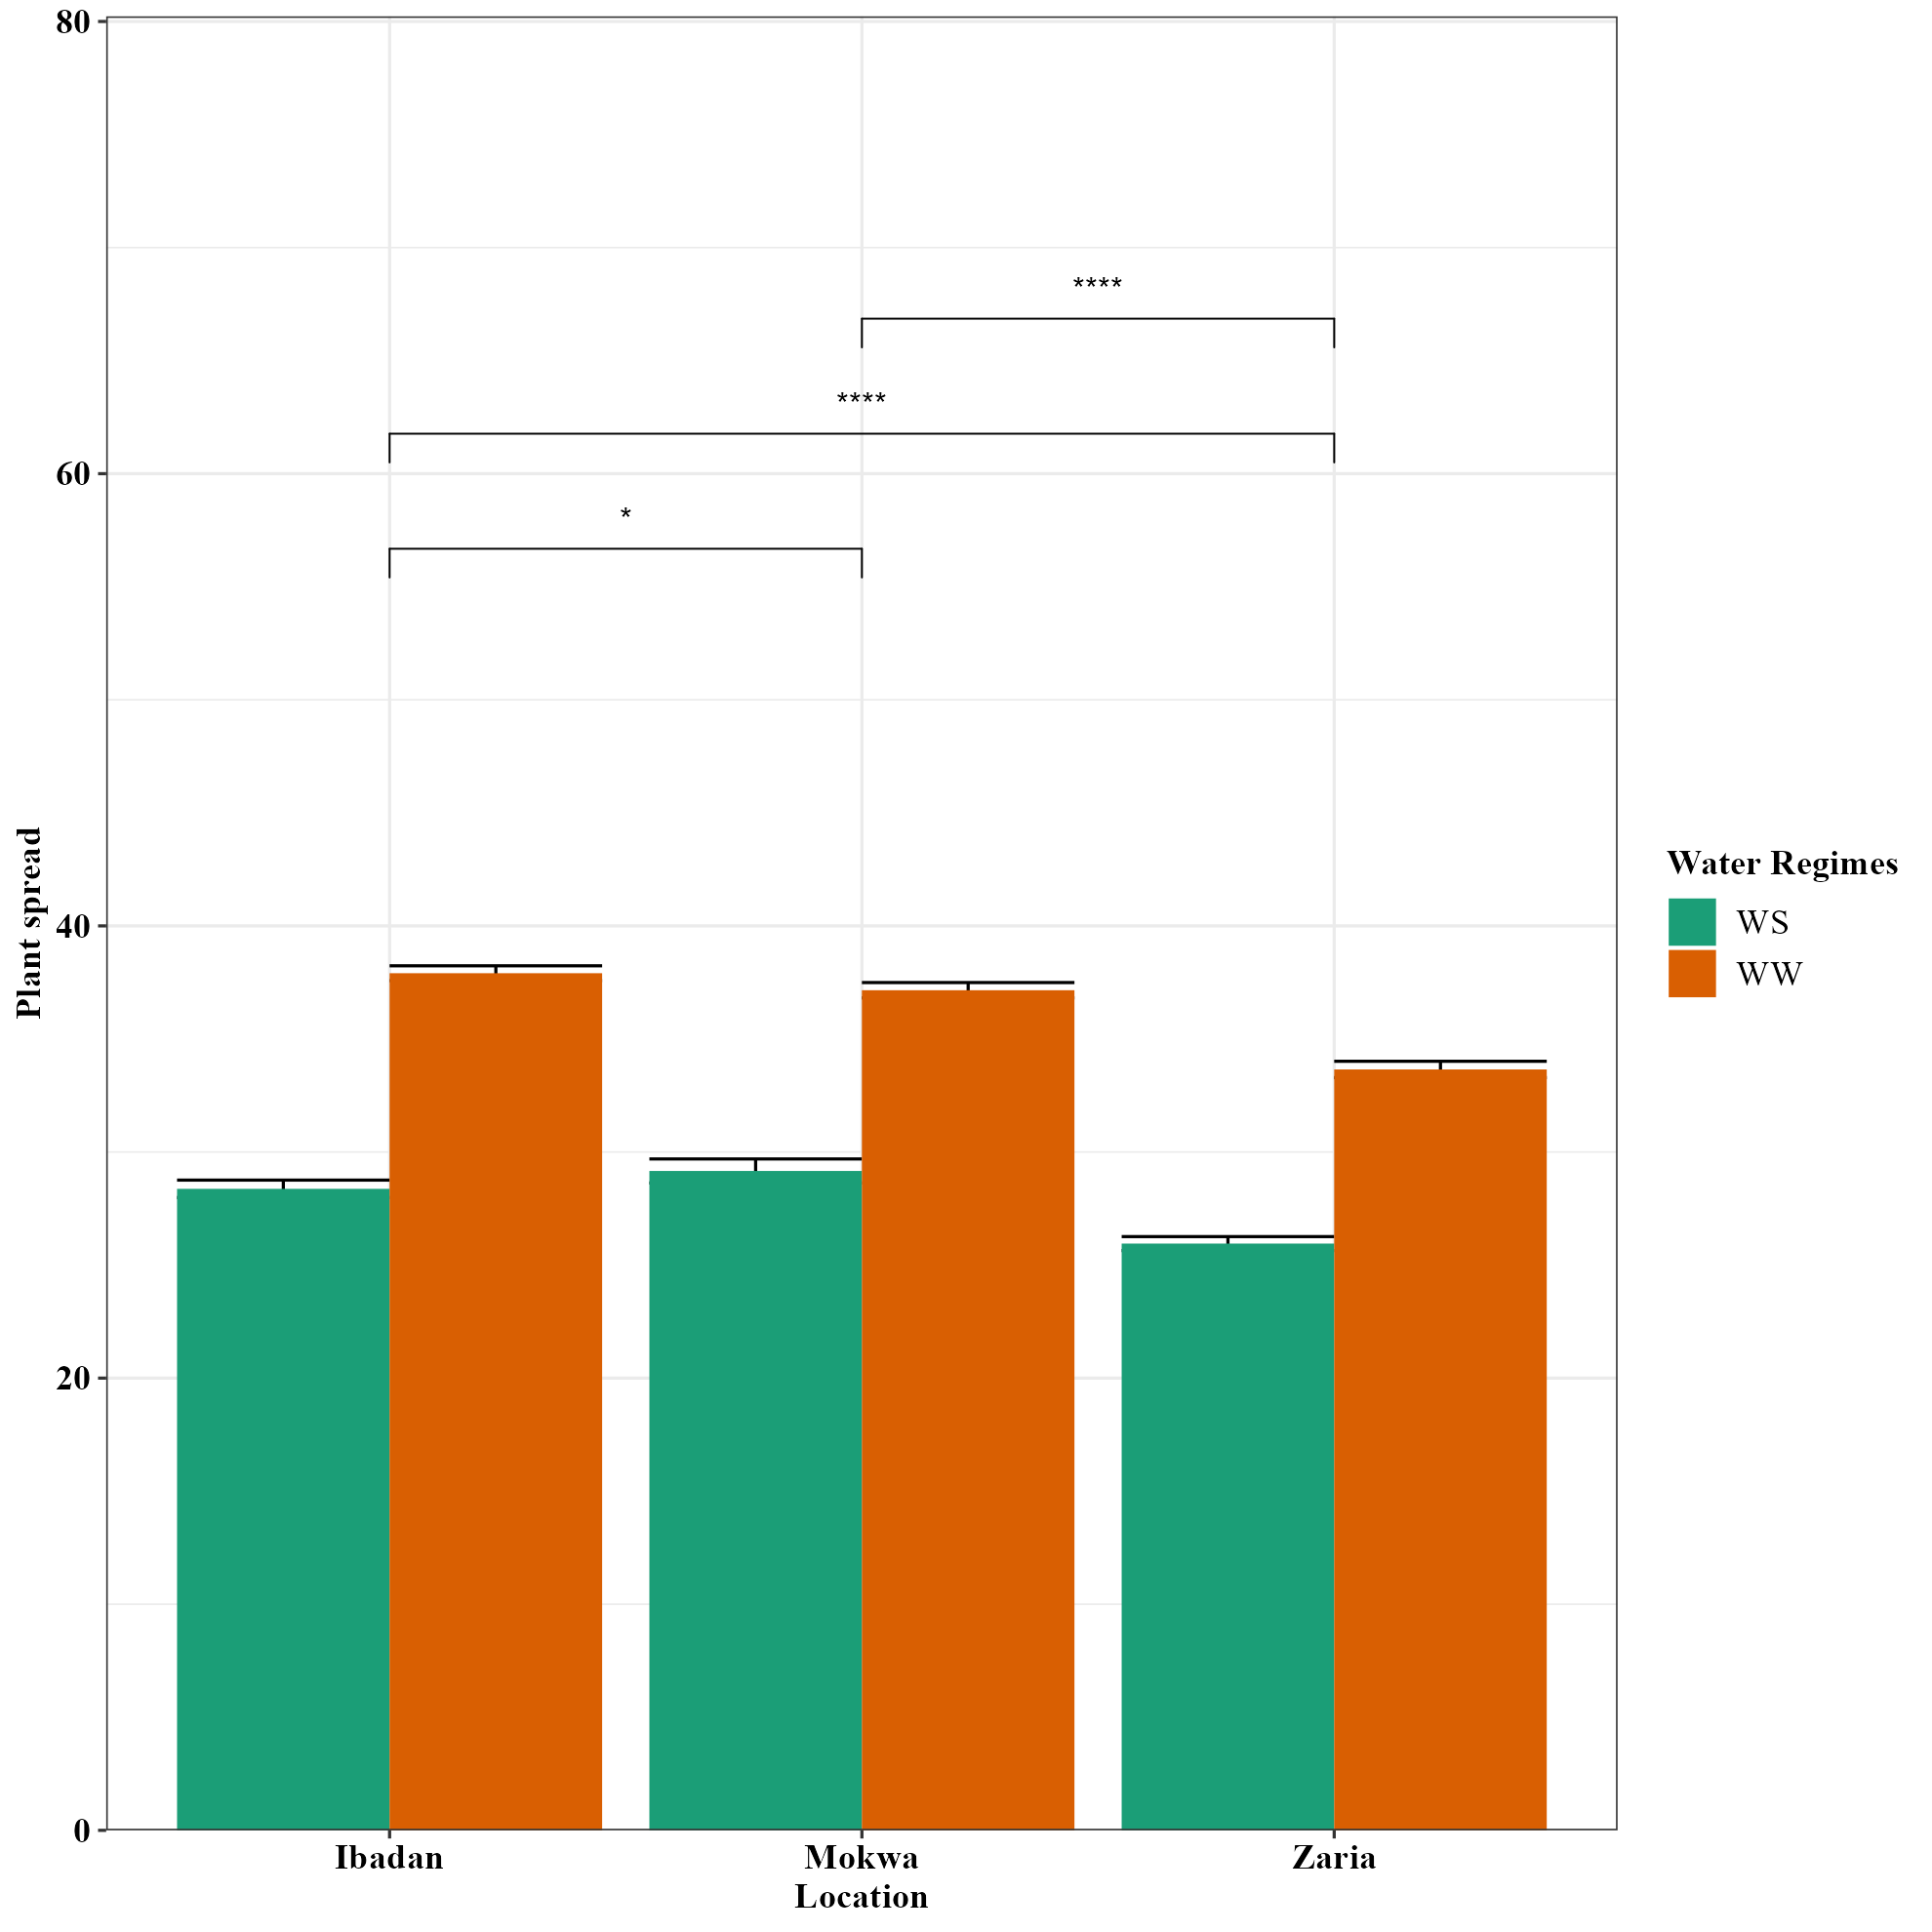 80
60
40
20
0
Plant spread
****
****
*
Ibadan
Mokwa
Zaria
Location
Water Regimes
WS
WW